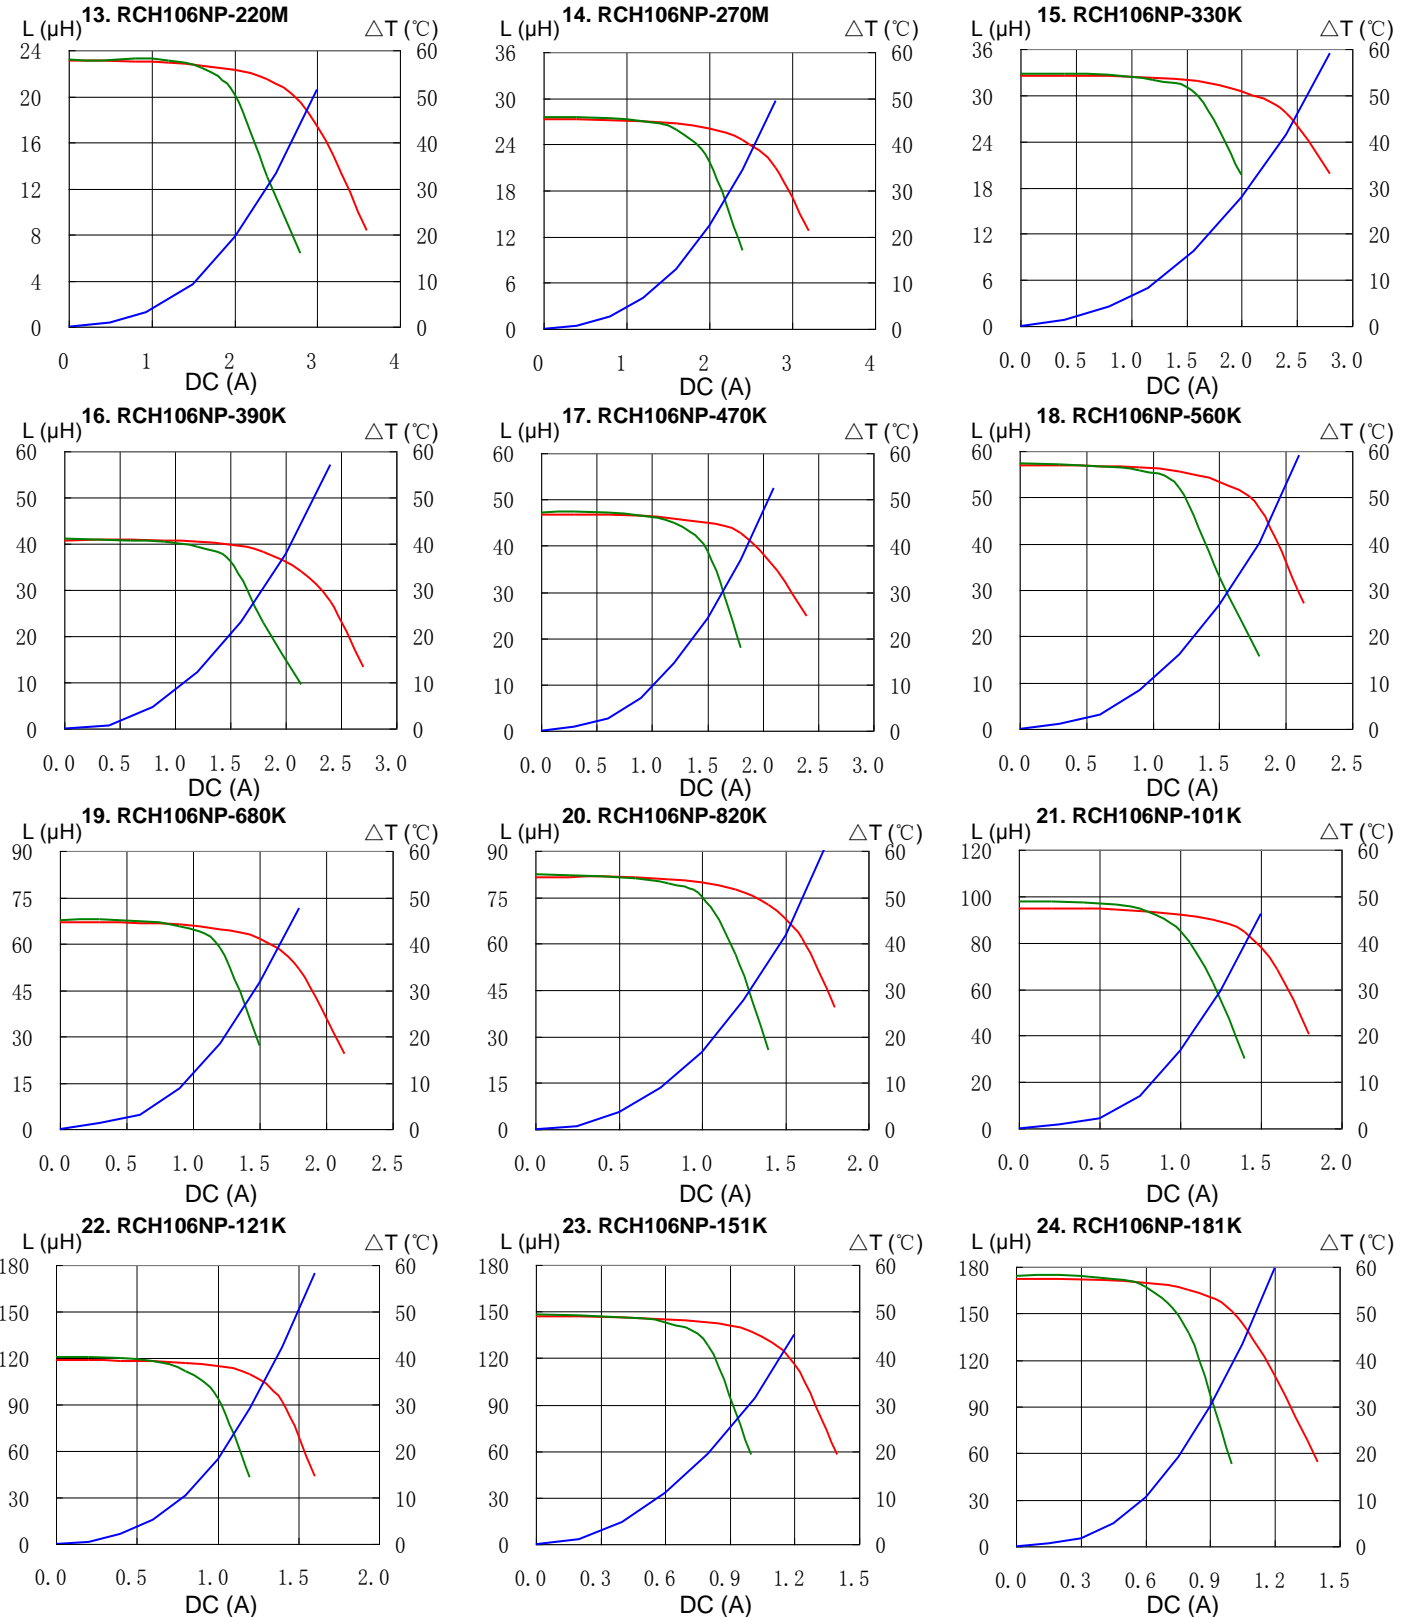 13. RCH106NP-220M
L (μH)
△T (℃)
24
20
16
12
8
4
0
60
50
40
30
20
10
0
0 1 2 3 4
DC (A)
14. RCH106NP-270M
L (μH)
△T (℃)
36
30
24
18
12
6
0
60
50
40
30
20
10
0
0 1 2 3 4
DC (A)
15. RCH106NP-330K
L (μH)
△T (℃)
36
30
24
18
12
6
0
60
50
40
30
20
10
0
0.0 0.5 1.0 1.5 2.0 2.5 3.0
DC (A)
16. RCH106NP-390K
L (μH)
△T (℃)
60
50
40
30
20
10
0
60
50
40
30
20
10
0
0.0 0.5 1.0 1.5 2.0 2.5 3.0
DC (A)
17. RCH106NP-470K
L (μH)
△T (℃)
60
50
40
30
20
10
0
60
50
40
30
20
10
0
0.0 0.5 1.0 1.5 2.0 2.5 3.0
DC (A)
18. RCH106NP-560K
L (μH)
△T (℃)
60
50
40
30
20
10
0
60
50
40
30
20
10
0
0.0 0.5 1.0 1.5 2.0 2.5
DC (A)
19. RCH106NP-680K
L (μH)
△T (℃)
90
75
60
45
30
15
0
60
50
40
30
20
10
0
0.0 0.5 1.0 1.5 2.0 2.5
DC (A)
20. RCH106NP-820K
L (μH)
△T (℃)
90
75
60
45
30
15
0
60
50
40
30
20
10
0
0.0 0.5 1.0 1.5 2.0
DC (A)
21. RCH106NP-101K
L (μH)
△T (℃)
120
100
80
60
40
20
0
60
50
40
30
20
10
0
0.0 0.5 1.0 1.5 2.0
DC (A)
22. RCH106NP-121K
L (μH)
△T (℃)
180
150
120
90
60
30
0
60
50
40
30
20
10
0
0.0 0.5 1.0 1.5 2.0
DC (A)
23. RCH106NP-151K
L (μH)
△T (℃)
180
150
120
90
60
30
0
60
50
40
30
20
10
0
0.0 0.3 0.6 0.9 1.2 1.5
DC (A)
24. RCH106NP-181K
L (μH)
△T (℃)
180
150
120
90
60
30
0
60
50
40
30
20
10
0
0.0 0.3 0.6 0.9 1.2 1.5
DC (A)